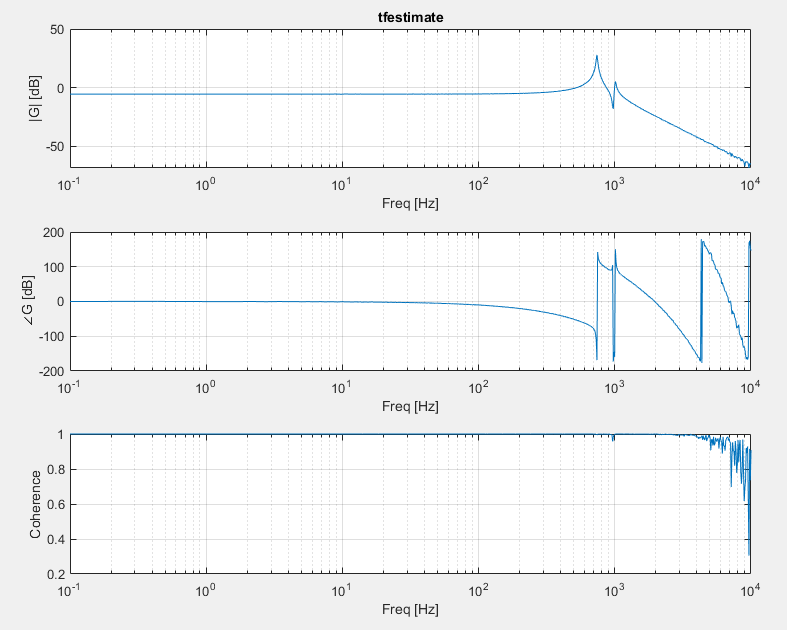 tfestimate
50
0
-50
|G| [dB]
10^-1 10^0 10^1 10^2 10^3 10^4
Freq [Hz]
200
100
0
-100
-200
∠G [dB]
10^-1 10^0 10^1 10^2 10^3 10^4
Freq [Hz]
1
0.8
0.6
0.4
0.2
Coherence
10^-1 10^0 10^1 10^2 10^3 10^4
Freq [Hz]